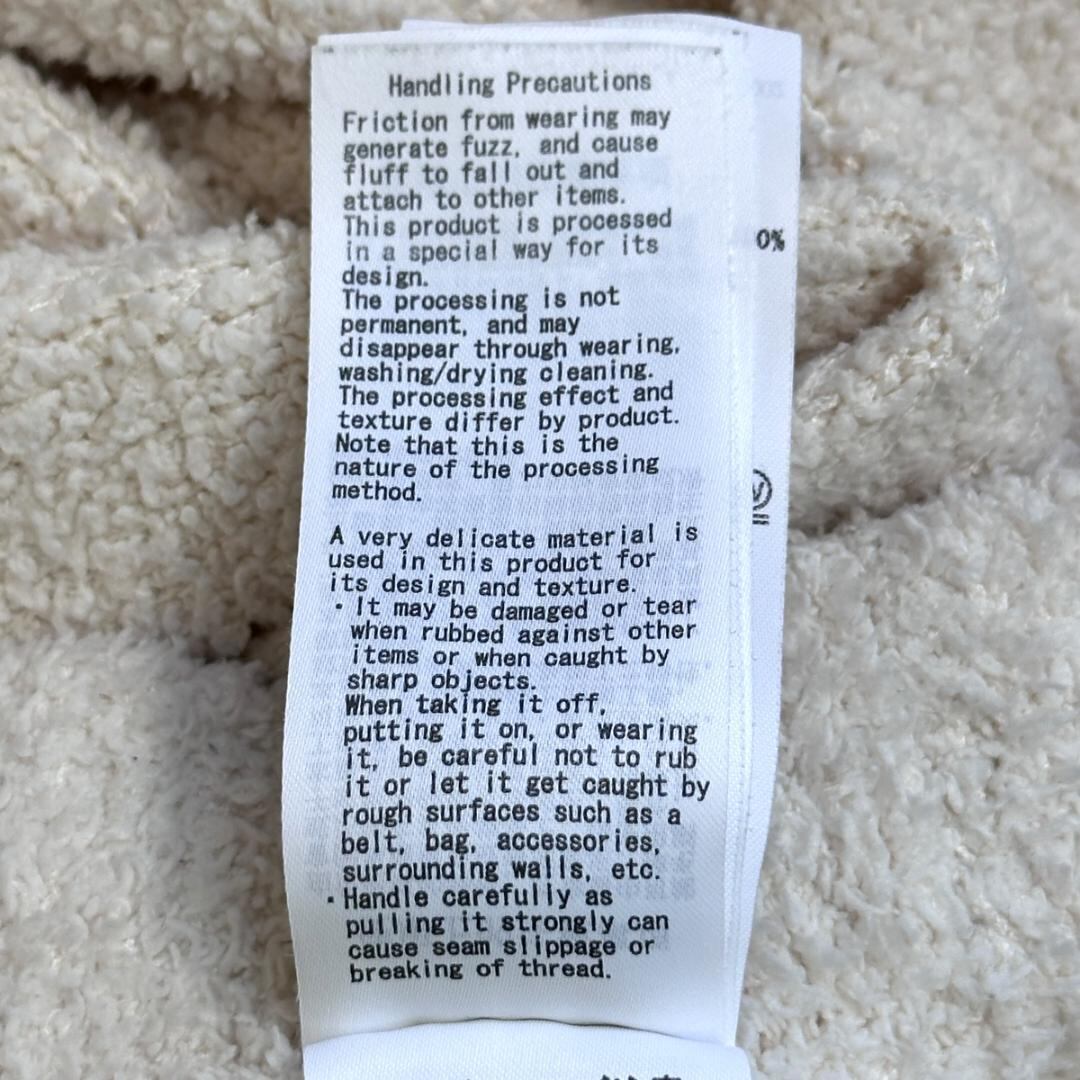 Handling Precautions
Friction from wearing may
generate fuzz, and cause
fluff to fall out and
attach to other items.
This product is processed
in a special way for its
design.
The processing is not
permanent, and may
disappear through wearing,
washing/drying cleaning.
The processing effect and
texture differ by product.
Note that this is the
nature of the processing
method.
A very delicate material is
used in this product for
its design and texture.
・It may be damaged or tear
when rubbed against other
items or when caught by
sharp objects.
When taking it off,
putting it on, or wearing
it, be careful not to rub
it or let it get caught by
rough surfaces such as a
belt, bag, accessories,
surrounding walls, etc.
・Handle carefully as
pulling it strongly can
cause seam slippage or
breaking of thread.
0%